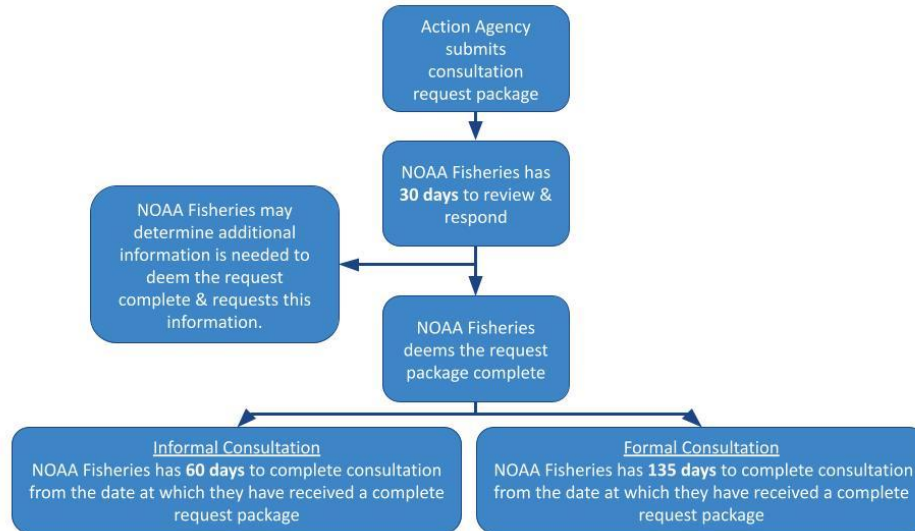 Action Agency
submits
consultation
request package
NOAA Fisheries has
30 days to review &
respond
NOAA Fisheries may
determine additional
information is needed to
deem the request
complete & requests this
information.
NOAA Fisheries
deems the request
package complete
Informal Consultation
NOAA Fisheries has 60 days to complete consultation
from the date at which they have received a complete
request package
Formal Consultation
NOAA Fisheries has 135 days to complete consultation
from the date at which they have received a complete
request package